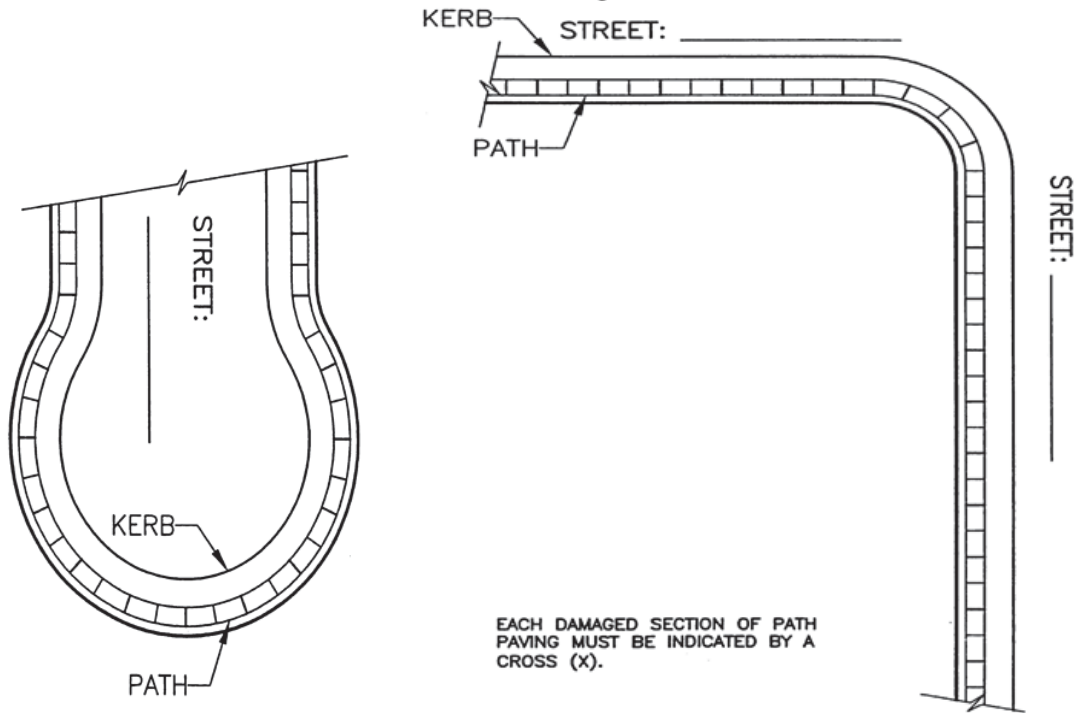 KERB
STREET:
PATH
STREET:
STREET:
KERB
PATH
EACH DAMAGED SECTION OF PATH
PAVING MUST BE INDICATED BY A
CROSS (X).